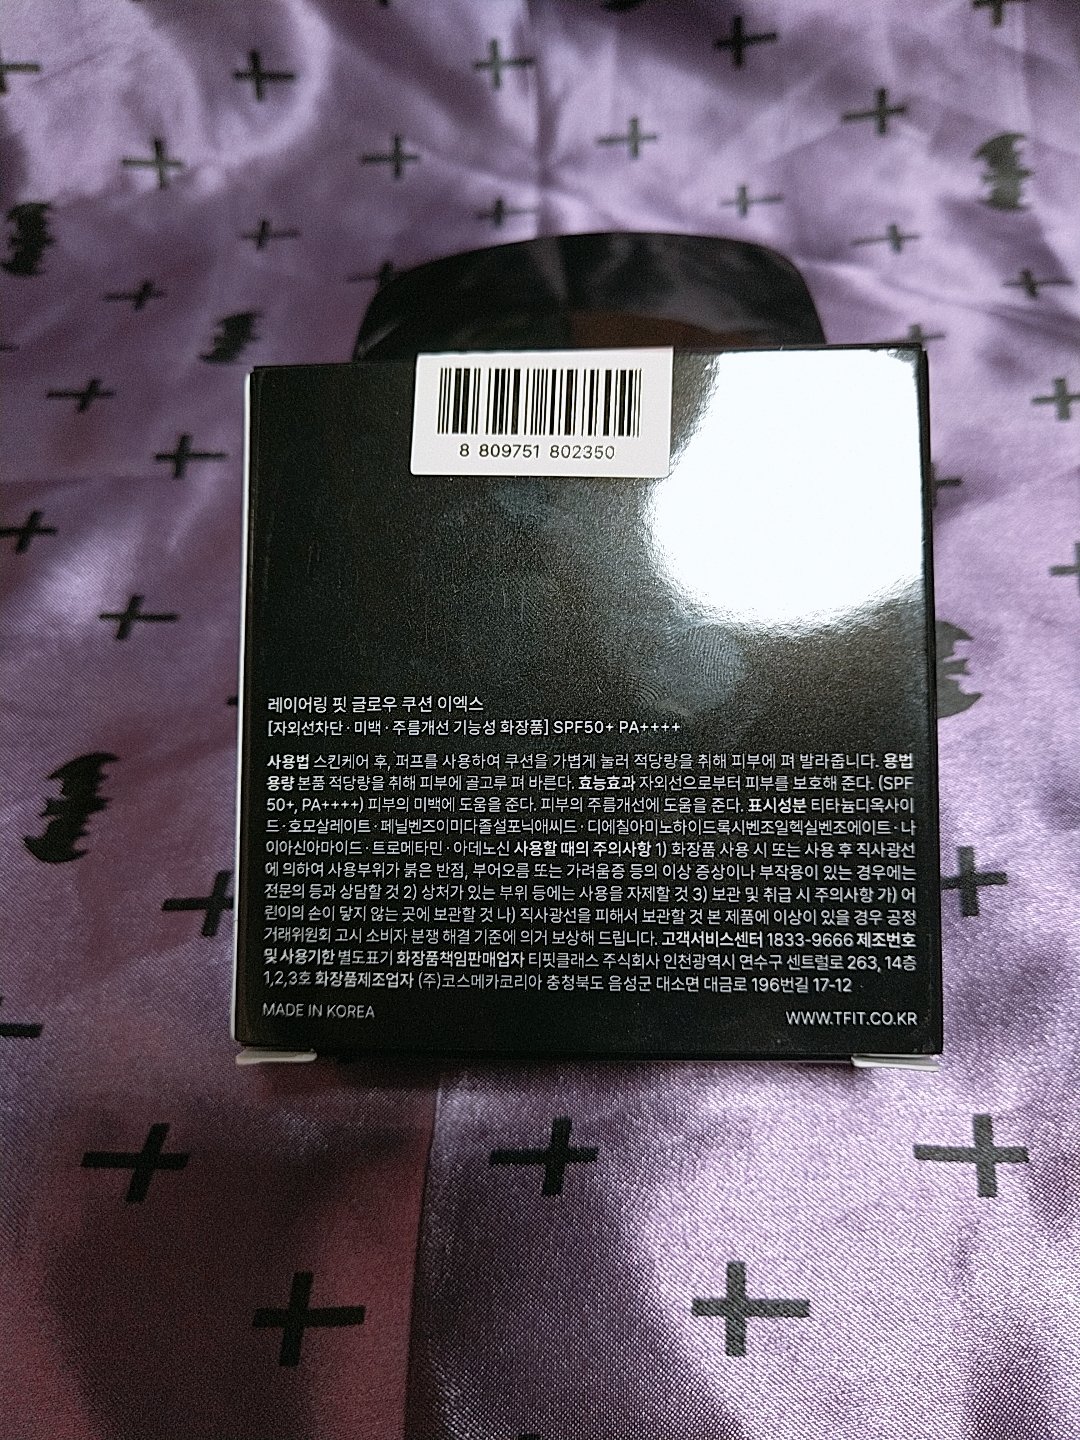 8 809751 802350
레이어링 핏 글로우 쿠션 이엑스
[자외선차단 · 미백 · 주름개선 기능성 화장품] SPF50+ PA++++
사용법 스킨케어 후, 퍼프를 사용하여 쿠션을 가볍게 눌러 적당량을 취해 피부에 펴 발라줍니다. 용법
용량 본품 적당량을 취해 피부에 골고루 펴 바른다. 효능효과 자외선으로부터 피부를 보호해 준다. (SPF
50+, PA++++) 피부의 미백에 도움을 준다. 피부의 주름개선에 도움을 준다. 표시성분 티타늄디옥사이
드 · 호모살레이트 · 페닐벤즈이미다졸설포닉애씨드 · 디에칠아미노하이드록시벤조일헥실벤조에이트 · 나
이아신아마이드 · 트로메타민 · 아데노신 사용할 때의 주의사항 1) 화장품 사용 시 또는 사용 후 직사광선
에 의하여 사용부위가 붉은 반점, 부어오름 또는 가려움증 등의 이상 증상이나 부작용이 있는 경우에는
전문의 등과 상담할 것 2) 상처가 있는 부위 등에는 사용을 자제할 것 3) 보관 및 취급 시 주의사항 가) 어
린이의 손이 닿지 않는 곳에 보관할 것 나) 직사광선을 피해서 보관할 것 본 제품에 이상이 있을 경우 공정
거래위원회 고시 소비자 분쟁 해결 기준에 의거 보상해 드립니다. 고객서비스센터 1833-9666 제조번호
및 사용기한 별도표기 화장품책임판매업자 티핏클래스 주식회사 인천광역시 연수구 센트럴로 263, 14층
1,2,3호 화장품제조업자 (주)코스메카코리아 충청북도 음성군 대소면 대금로 196번길 17-12
MADE IN KOREA
WWW.TFIT.CO.KR